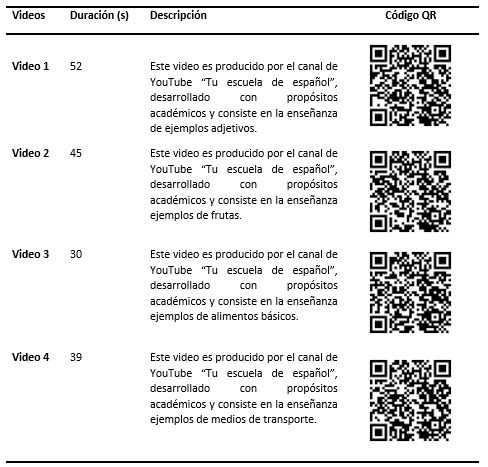 Videos Duración (s) Descripción Código QR
Video 1 52 Este video es producido por el canal de
YouTube “Tu escuela de español”,
desarrollado con propósitos
académicos y consiste en la enseñanza
de ejemplos adjetivos.
Video 2 45 Este video es producido por el canal de
YouTube “Tu escuela de español”,
desarrollado con propósitos
académicos y consiste en la enseñanza
ejemplos de frutas.
Video 3 30 Este video es producido por el canal de
YouTube “Tu escuela de español”,
desarrollado con propósitos
académicos y consiste en la enseñanza
ejemplos de alimentos básicos.
Video 4 39 Este video es producido por el canal de
YouTube “Tu escuela de español”,
desarrollado con propósitos
académicos y consiste en la enseñanza
ejemplos de medios de transporte.